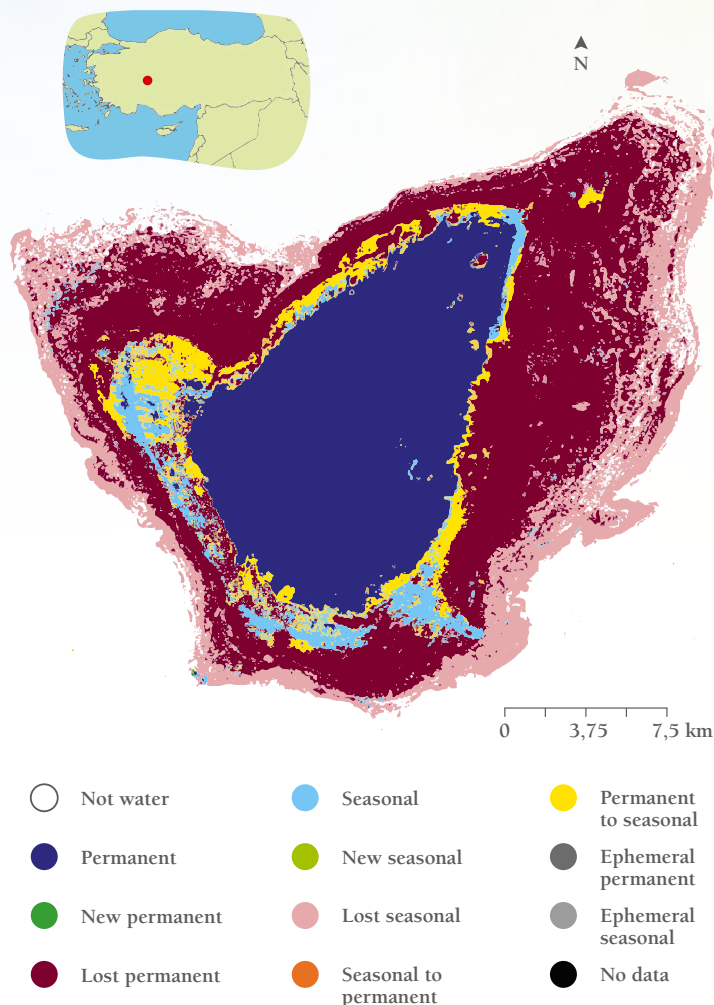 N
0 3,75 7,5 km
Not water
Permanent
New permanent
Lost permanent
Seasonal
New seasonal
Lost seasonal
Seasonal to
permanent
Permanent
to seasonal
Ephemeral
permanent
Ephemeral
seasonal
No data